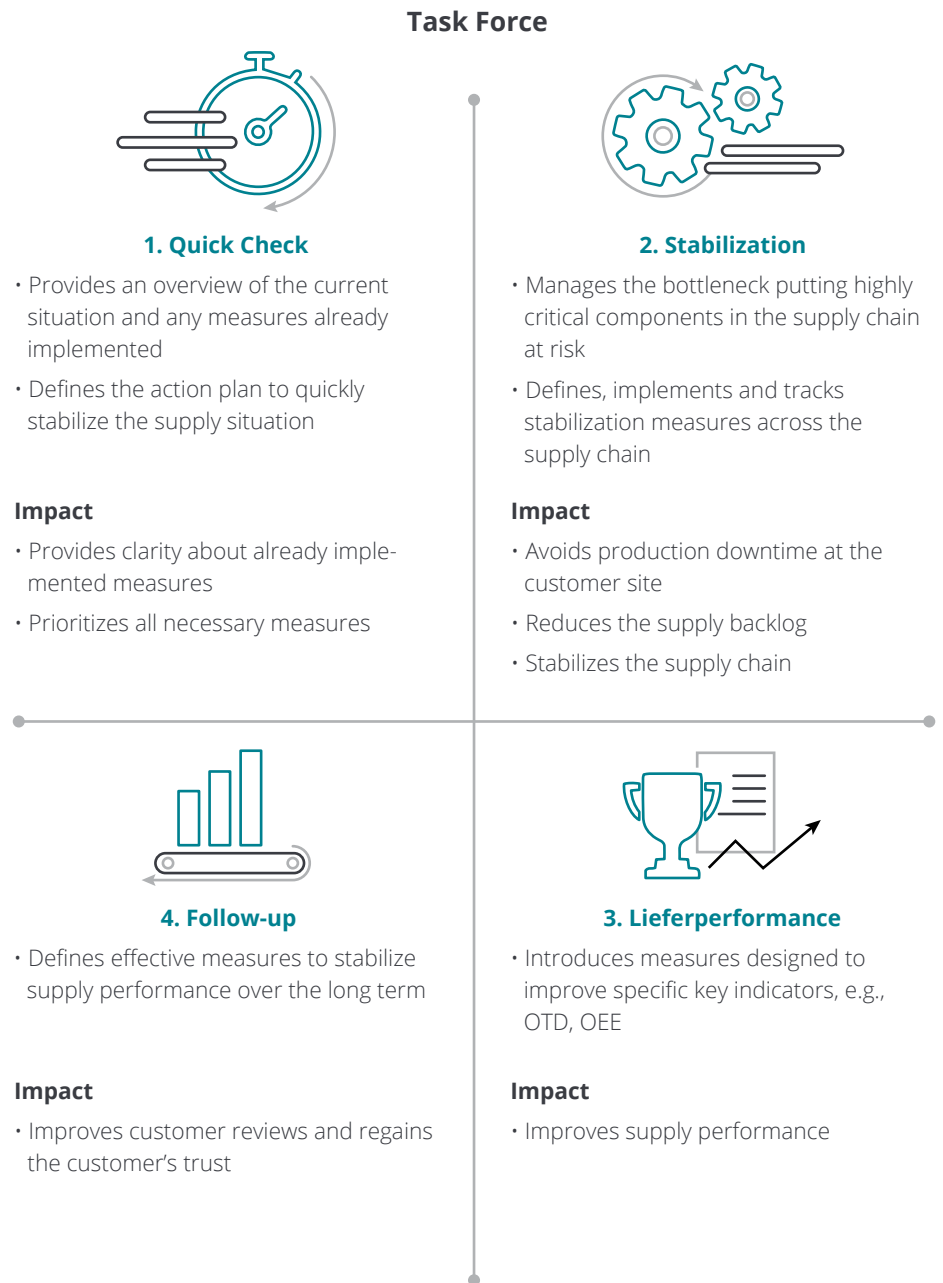 Task Force
1. Quick Check
• Provides an overview of the current
situation and any measures already
implemented
• Defines the action plan to quickly
stabilize the supply situation
Impact
• Provides clarity about already imple-
mented measures
• Prioritizes all necessary measures
2. Stabilization
• Manages the bottleneck putting highly
critical components in the supply chain
at risk
• Defines, implements and tracks
stabilization measures across the
supply chain
Impact
• Avoids production downtime at the
customer site
• Reduces the supply backlog
• Stabilizes the supply chain
4. Follow-up
• Defines effective measures to stabilize
supply performance over the long term
Impact
• Improves customer reviews and regains
the customer’s trust
3. Lieferperformance
• Introduces measures designed to
improve specific key indicators, e.g.,
OTD, OEE
Impact
• Improves supply performance